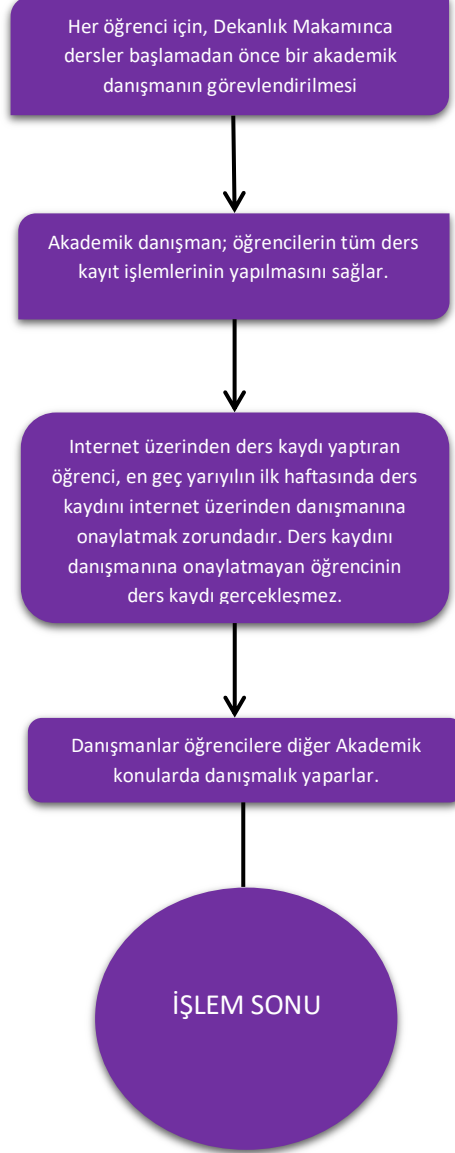 Her öğrenci için, Dekanlık Makamınca
dersler başlamadan önce bir akademik
danışmanın görevlendirilmesi
Akademik danışman; öğrencilerin tüm ders
kayıt işlemlerinin yapılmasını sağlar.
Internet üzerinden ders kaydı yaptıran
öğrenci, en geç yarıyılın ilk haftasında ders
kaydını internet üzerinden danışmanına
onaylatmak zorundadır. Ders kaydını
danışmanına onaylatmayan öğrencinin
ders kaydı gerçekleşmez.
Danışmanlar öğrencilere diğer Akademik
konularda danışmalık yaparlar.
İŞLEM SONU